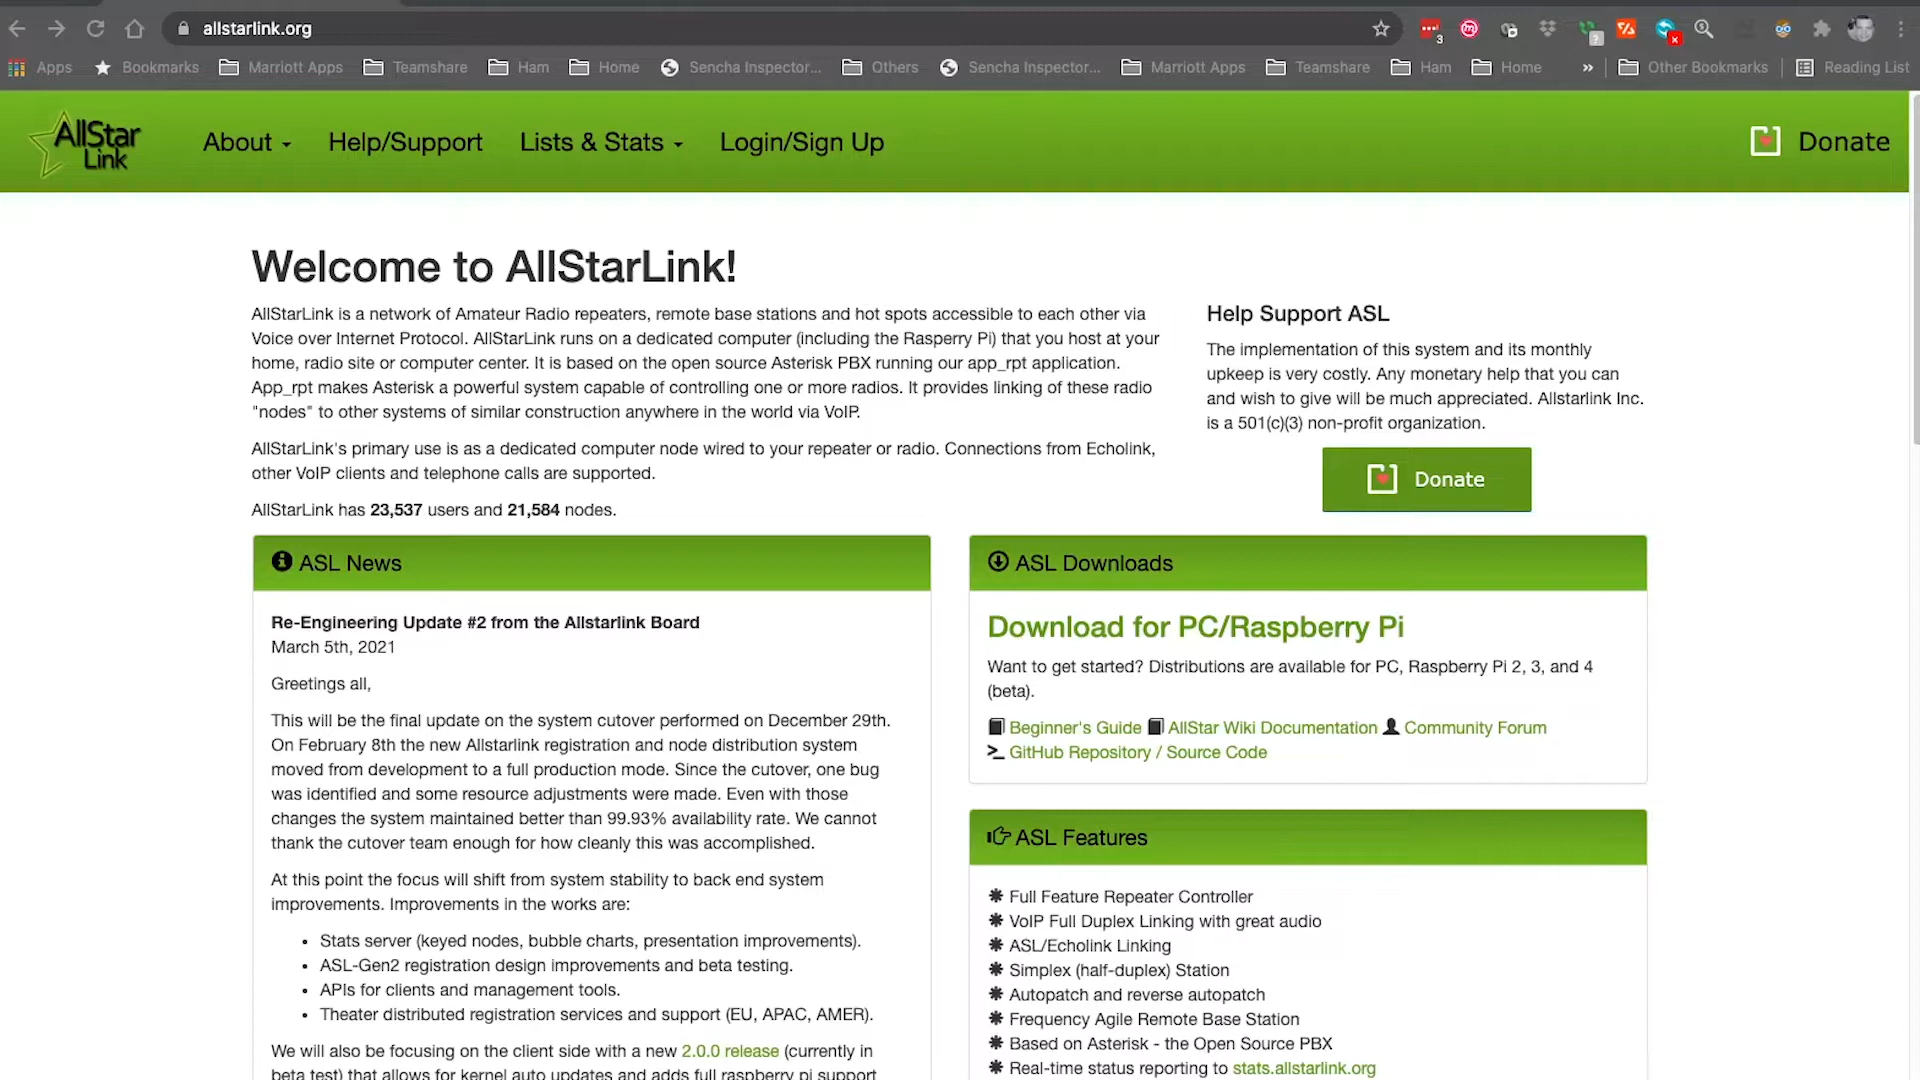 allstarlink.org
3
Apps
Bookmarks
Marriott Apps
Teamshare
Ham
Home
Sencha Inspector...
Others
Sencha Inspector...
Marriott Apps
Teamshare
Ham
Home
»
Other Bookmarks
Reading List
AllStar
Link
About
Help/Support
Lists & Stats
Login/Sign Up
Donate
Welcome to AllStarLink!
AllStarLink is a network of Amateur Radio repeaters, remote base stations and hot spots accessible to each other via
Voice over Internet Protocol. AllStarLink runs on a dedicated computer (including the Rasperry Pi) that you host at your
home, radio site or computer center. It is based on the open source Asterisk PBX running our app_rpt application.
App_rpt makes Asterisk a powerful system capable of controlling one or more radios. It provides linking of these radio
"nodes" to other systems of similar construction anywhere in the world via VoIP.
AllStarLink's primary use is as a dedicated computer node wired to your repeater or radio. Connections from Echolink,
other VoIP clients and telephone calls are supported.
AllStarLink has 23,537 users and 21,584 nodes.
Help Support ASL
The implementation of this system and its monthly
upkeep is very costly. Any monetary help that you can
and wish to give will be much appreciated. Allstarlink Inc.
is a 501(c)(3) non-profit organization.
Donate
ASL News
Re-Engineering Update #2 from the Allstarlink Board
March 5th, 2021
Greetings all,
This will be the final update on the system cutover performed on December 29th.
On February 8th the new Allstarlink registration and node distribution system
moved from development to a full production mode. Since the cutover, one bug
was identified and some resource adjustments were made. Even with those
changes the system maintained better than 99.93% availability rate. We cannot
thank the cutover team enough for how cleanly this was accomplished.
At this point the focus will shift from system stability to back end system
improvements. Improvements in the works are:
• Stats server (keyed nodes, bubble charts, presentation improvements).
• ASL-Gen2 registration design improvements and beta testing.
• APIs for clients and management tools.
• Theater distributed registration services and support (EU, APAC, AMER).
We will also be focusing on the client side with a new 2.0.0 release (currently in
beta test) that allows for kernel auto updates and adds full raspberry pi support
ASL Downloads
Download for PC/Raspberry Pi
Want to get started? Distributions are available for PC, Raspberry Pi 2, 3, and 4
(beta).
Beginner's Guide AllStar Wiki Documentation Community Forum
GitHub Repository / Source Code
ASL Features
Full Feature Repeater Controller
VoIP Full Duplex Linking with great audio
ASL/Echolink Linking
Simplex (half-duplex) Station
Autopatch and reverse autopatch
Frequency Agile Remote Base Station
Based on Asterisk - the Open Source PBX
Real-time status reporting to stats.allstarlink.org